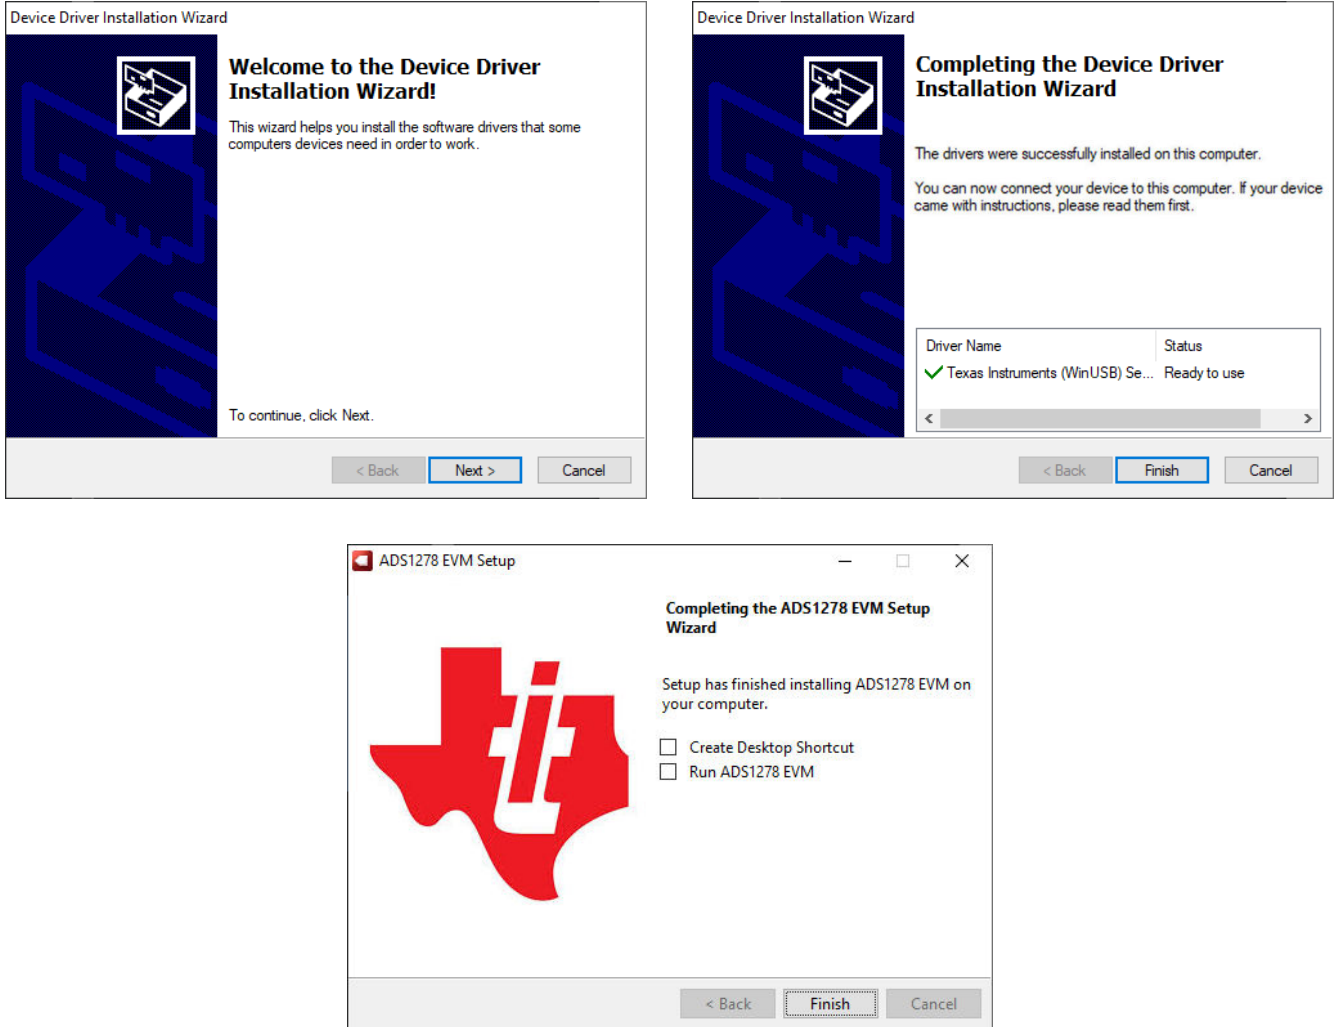 Device Driver Installation Wizard
Welcome to the Device Driver
Installation Wizard!
This wizard helps you install the software drivers that some
computers devices need in order to work.
To continue, click Next.
< Back
Next >
Cancel
Device Driver Installation Wizard
Completing the Device Driver
Installation Wizard
The drivers were successfully installed on this computer.
You can now connect your device to this computer. If your device
came with instructions, please read them first.
Driver Name Status
Texas Instruments (WinUSB) Se... Ready to use
< Back
Finish
Cancel
ADS1278 EVM Setup
Completing the ADS1278 EVM Setup
Wizard
Setup has finished installing ADS1278 EVM on
your computer.
Create Desktop Shortcut
Run ADS1278 EVM
< Back
Finish
Cancel